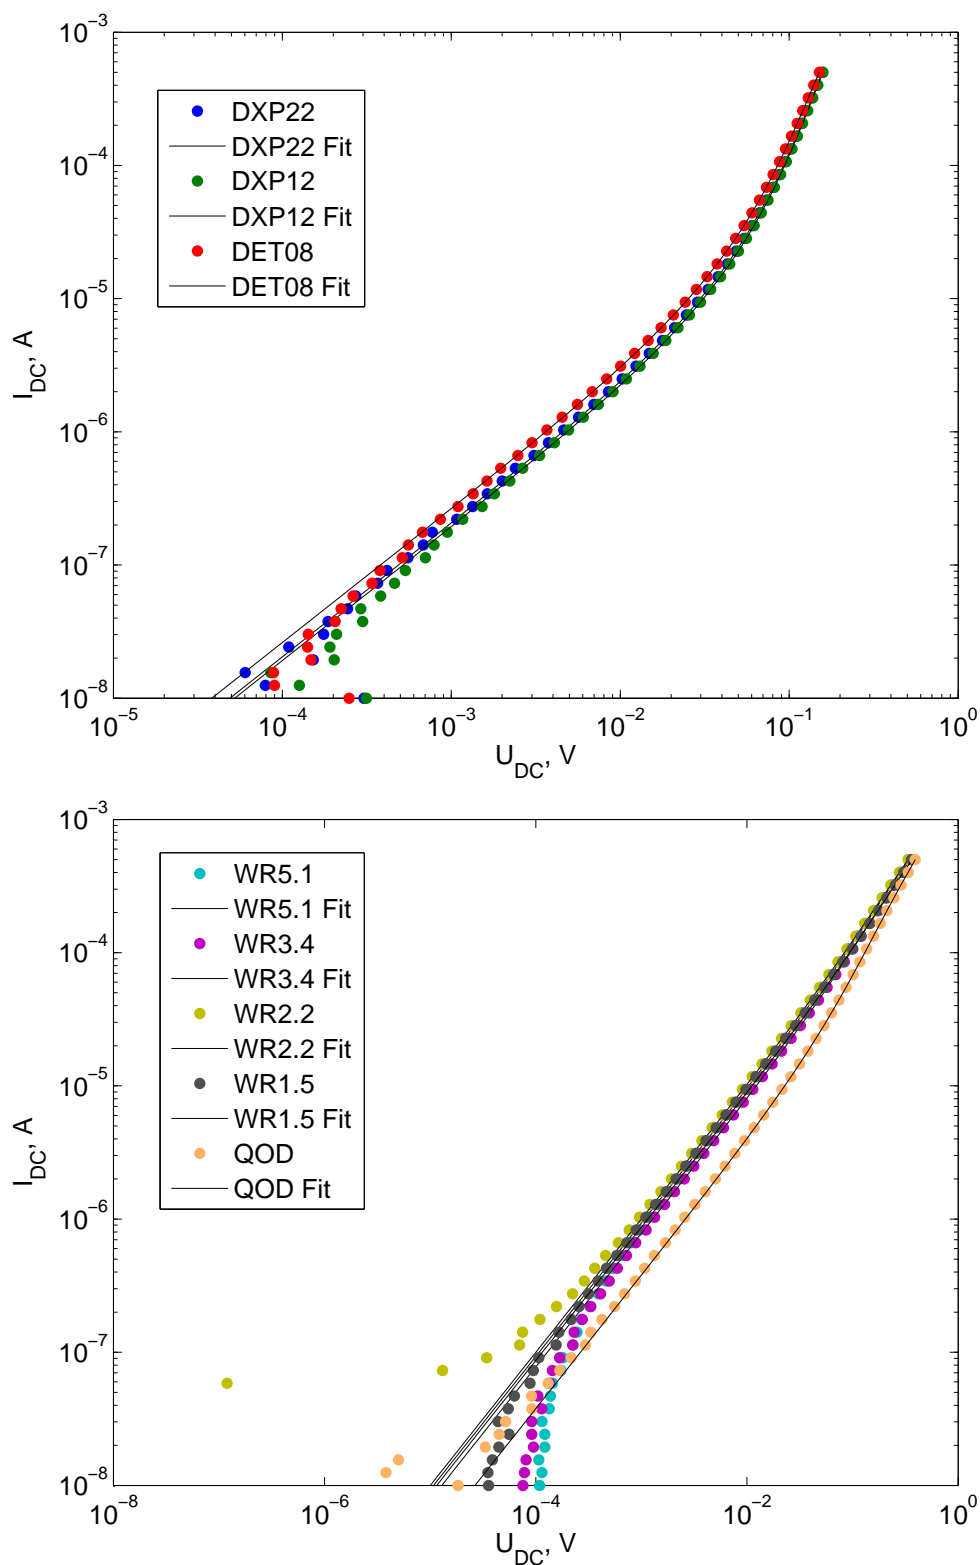 10⁻³
10⁻⁴
10⁻⁵
10⁻⁶
10⁻⁷
10⁻⁸
I_DC, A
DXP22
DXP22 Fit
DXP12
DXP12 Fit
DET08
DET08 Fit
10⁻⁵ 10⁻⁴ 10⁻³ 10⁻² 10⁻¹ 10⁰
U_DC, V
10⁻³
10⁻⁴
10⁻⁵
10⁻⁶
10⁻⁷
10⁻⁸
I_DC, A
WR5.1
WR5.1 Fit
WR3.4
WR3.4 Fit
WR2.2
WR2.2 Fit
WR1.5
WR1.5 Fit
QOD
QOD Fit
10⁻⁸ 10⁻⁶ 10⁻⁴ 10⁻² 10⁰
U_DC, V